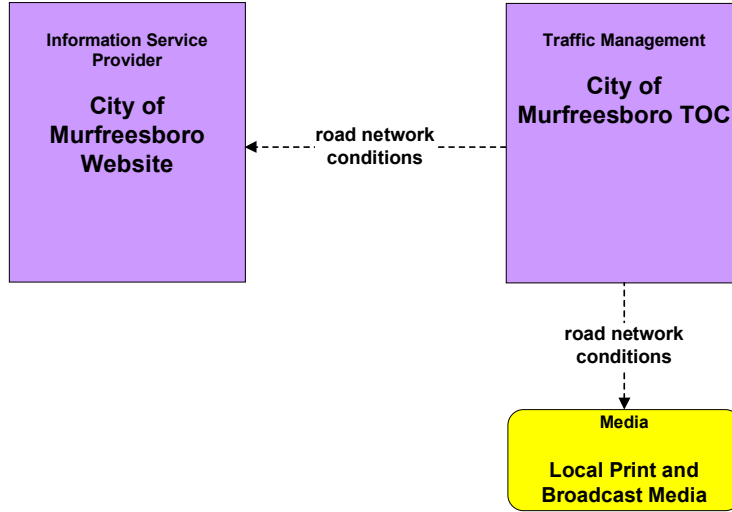 Information Service
Provider
City of
Murfreesboro
Website
road network
conditions
Traffic Management
City of
Murfreesboro TOC
road network
conditions
Media
Local Print and
Broadcast Media